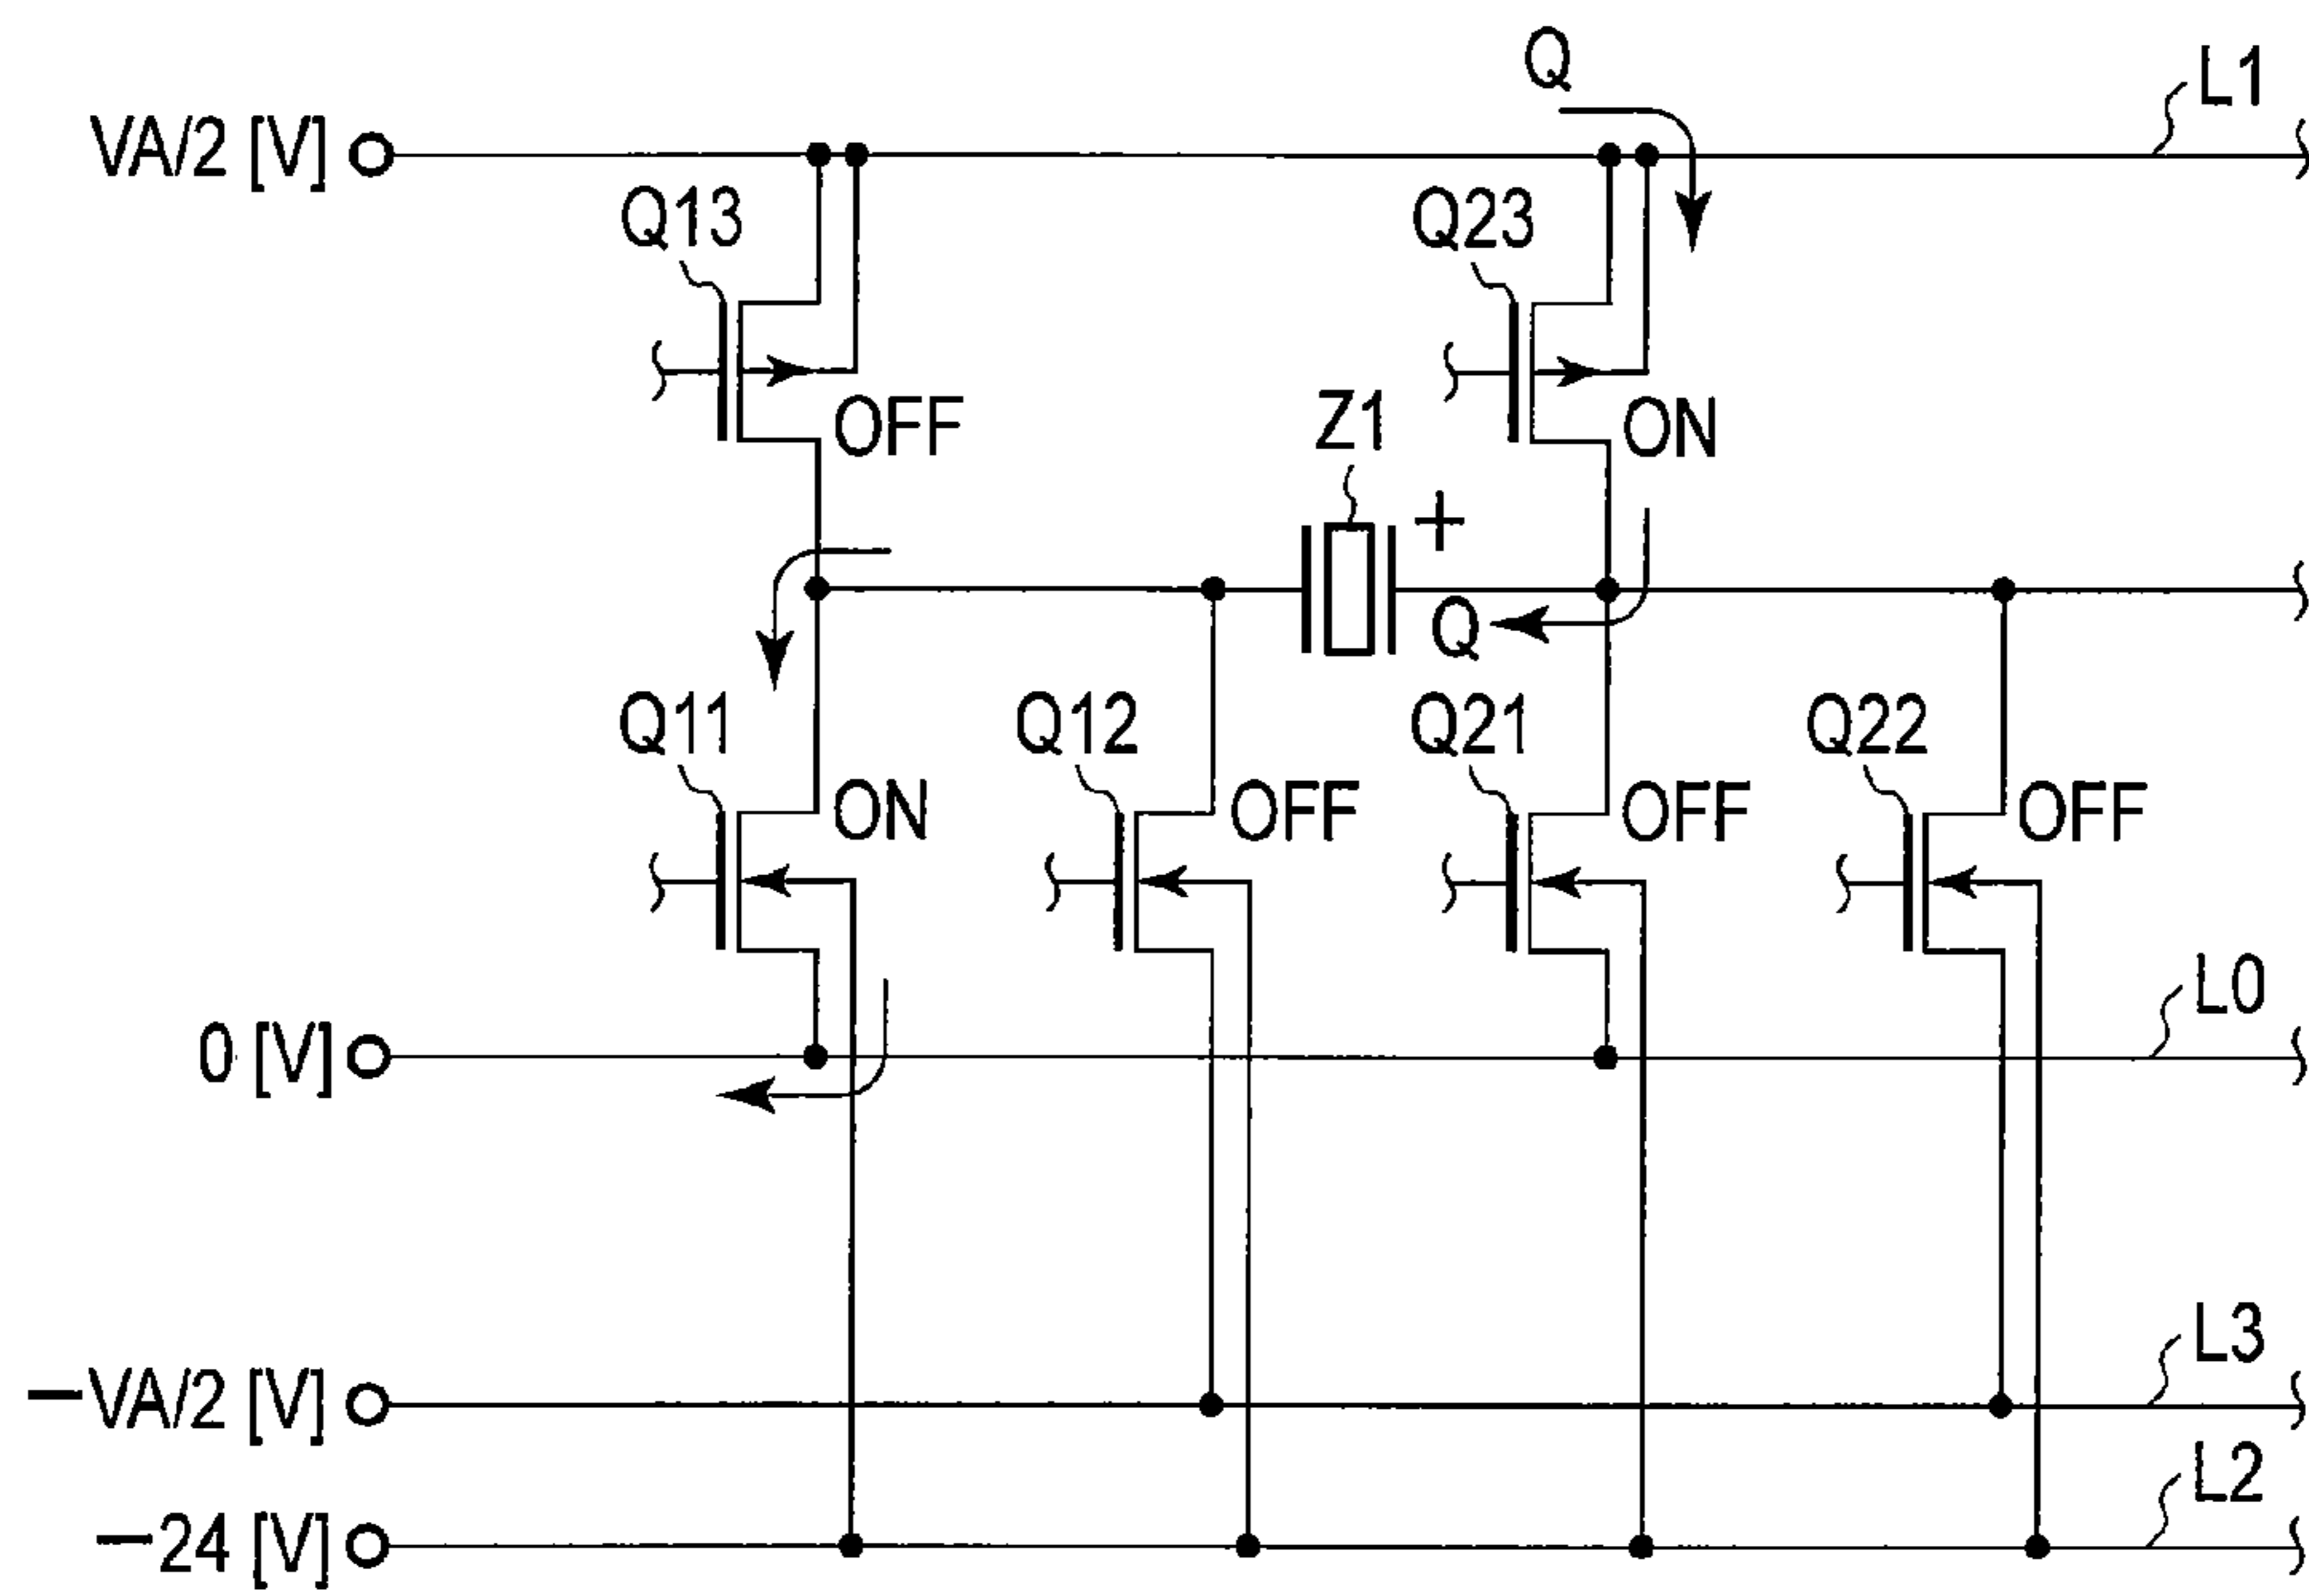 Q
L1
VA/2 [V]
Q13
Q23
OFF
Z1
ON
+
Q
Q11
Q12
Q21
Q22
ON
OFF
OFF
OFF
L0
0 [V]
L3
−VA/2 [V]
L2
−24 [V]